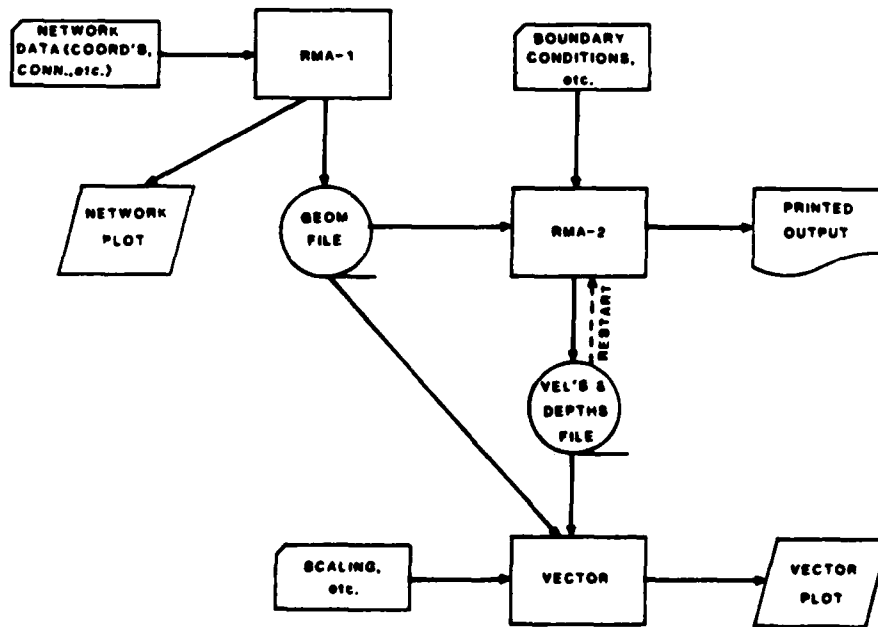 NETWORK
DATA (COORD'S,
CONN., etc.)
RMA-1
BOUNDARY
CONDITIONS,
etc.
NETWORK
PLOT
GEOM
FILE
RMA-2
PRINTED
OUTPUT
RESTART
VEL'S &
DEPTHS
FILE
SCALING,
etc.
VECTOR
VECTOR
PLOT